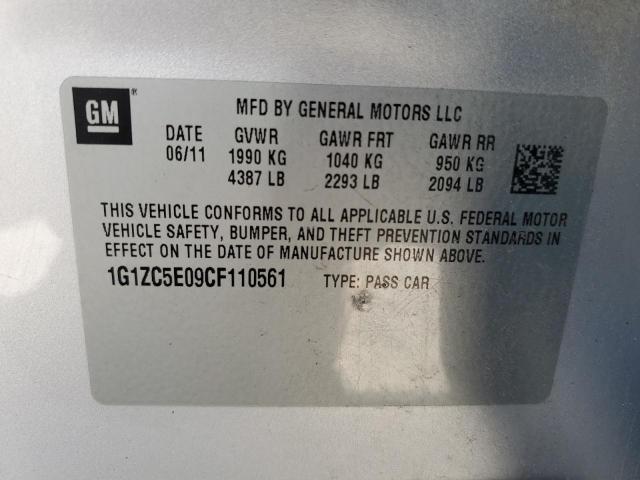 GM®
MFD BY GENERAL MOTORS LLC
DATE GVWR GAWR FRT GAWR RR
06/11 1990 KG 1040 KG 950 KG
4387 LB 2293 LB 2094 LB
THIS VEHICLE CONFORMS TO ALL APPLICABLE U.S. FEDERAL MOTOR
VEHICLE SAFETY, BUMPER, AND THEFT PREVENTION STANDARDS IN
EFFECT ON THE DATE OF MANUFACTURE SHOWN ABOVE.
1G1ZC5E09CF110561 TYPE: PASS CAR